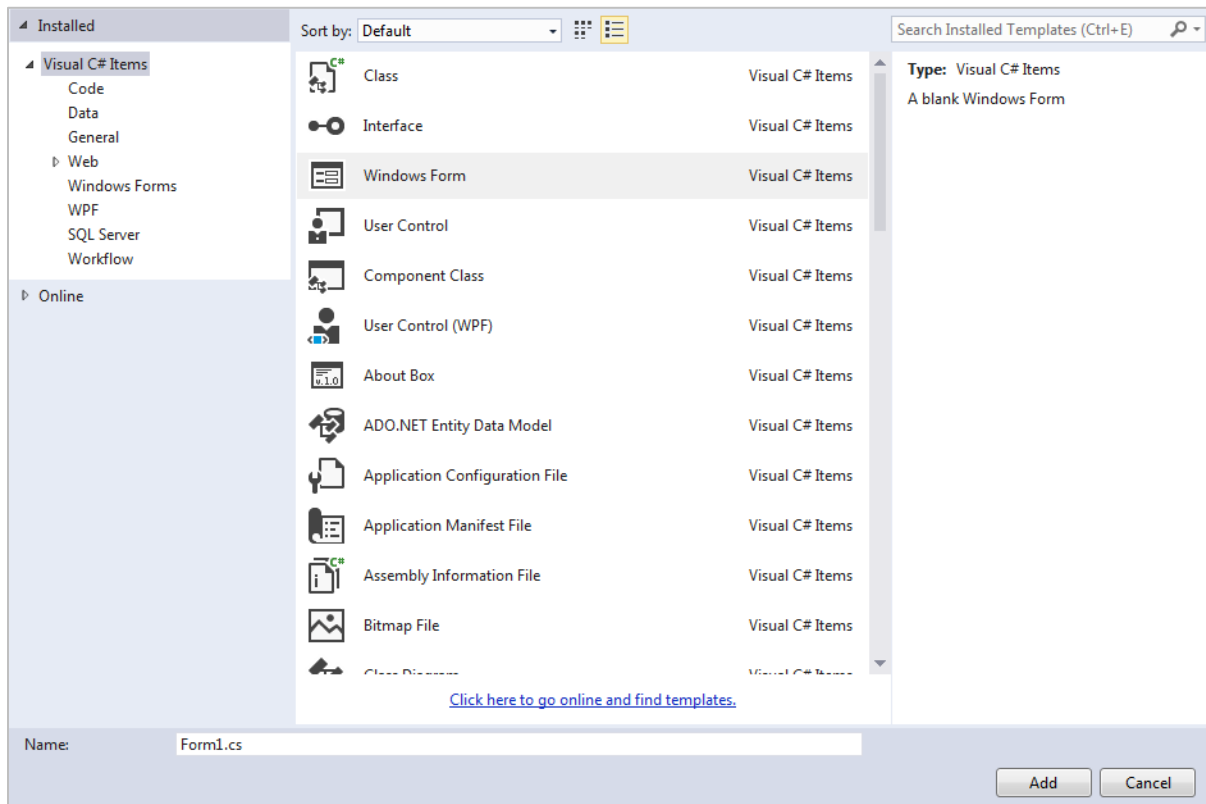 Installed
Visual C# Items
Code
Data
General
Web
Windows Forms
WPF
SQL Server
Workflow
Online
Sort by: Default
Class Visual C# Items
Interface Visual C# Items
Windows Form Visual C# Items
User Control Visual C# Items
Component Class Visual C# Items
User Control (WPF) Visual C# Items
About Box Visual C# Items
ADO.NET Entity Data Model Visual C# Items
Application Configuration File Visual C# Items
Application Manifest File Visual C# Items
Assembly Information File Visual C# Items
Bitmap File Visual C# Items
Class Diagram Visual C# Items
Click here to go online and find templates.
Search Installed Templates (Ctrl+E)
Type: Visual C# Items
A blank Windows Form
Name: Form1.cs
Add Cancel